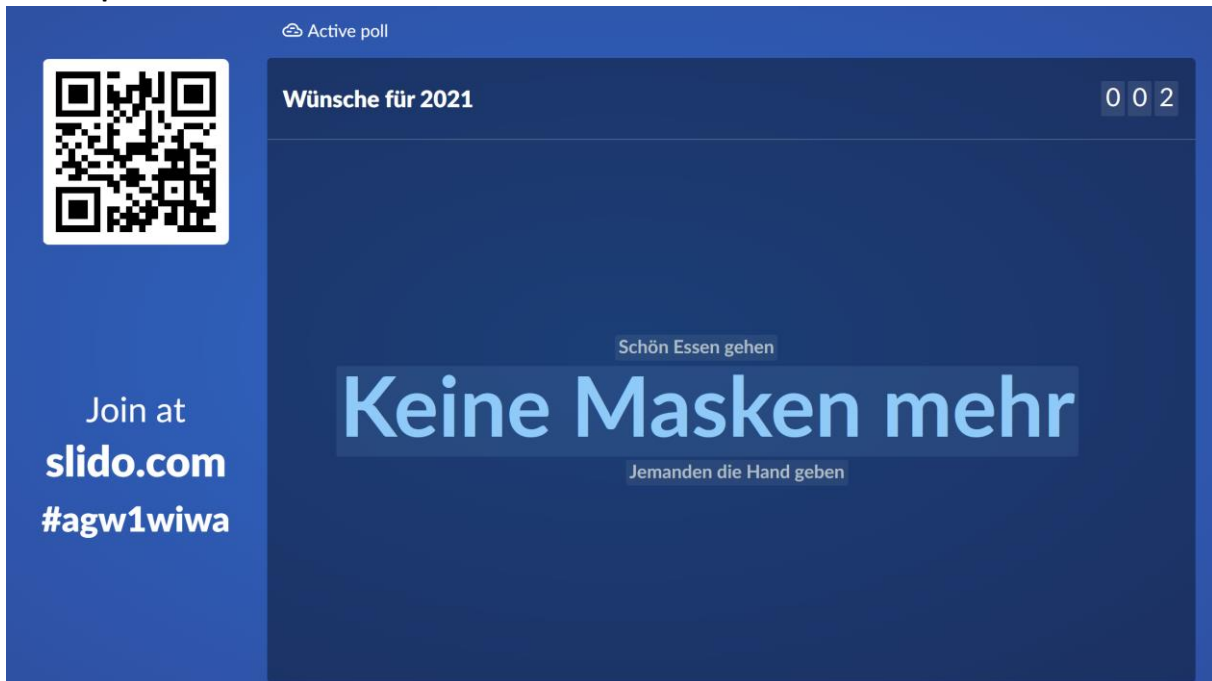 Active poll
Wünsche für 2021
0 0 2
Schön Essen gehen
Keine Masken mehr
Jemanden die Hand geben
Join at
slido.com
#agw1wiwa